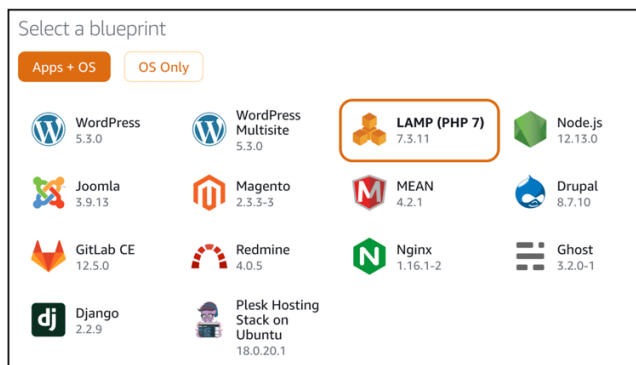 Select a blueprint
Apps + OS
OS Only
WordPress
5.3.0
WordPress
Multisite
5.3.0
LAMP (PHP 7)
7.3.11
Node.js
12.13.0
Joomla
3.9.13
Magento
2.3.3-3
MEAN
4.2.1
Drupal
8.7.10
GitLab CE
12.5.0
Redmine
4.0.5
Nginx
1.16.1-2
Ghost
3.2.0-1
dj
Django
2.2.9
Plesk Hosting
Stack on
Ubuntu
18.0.20.1